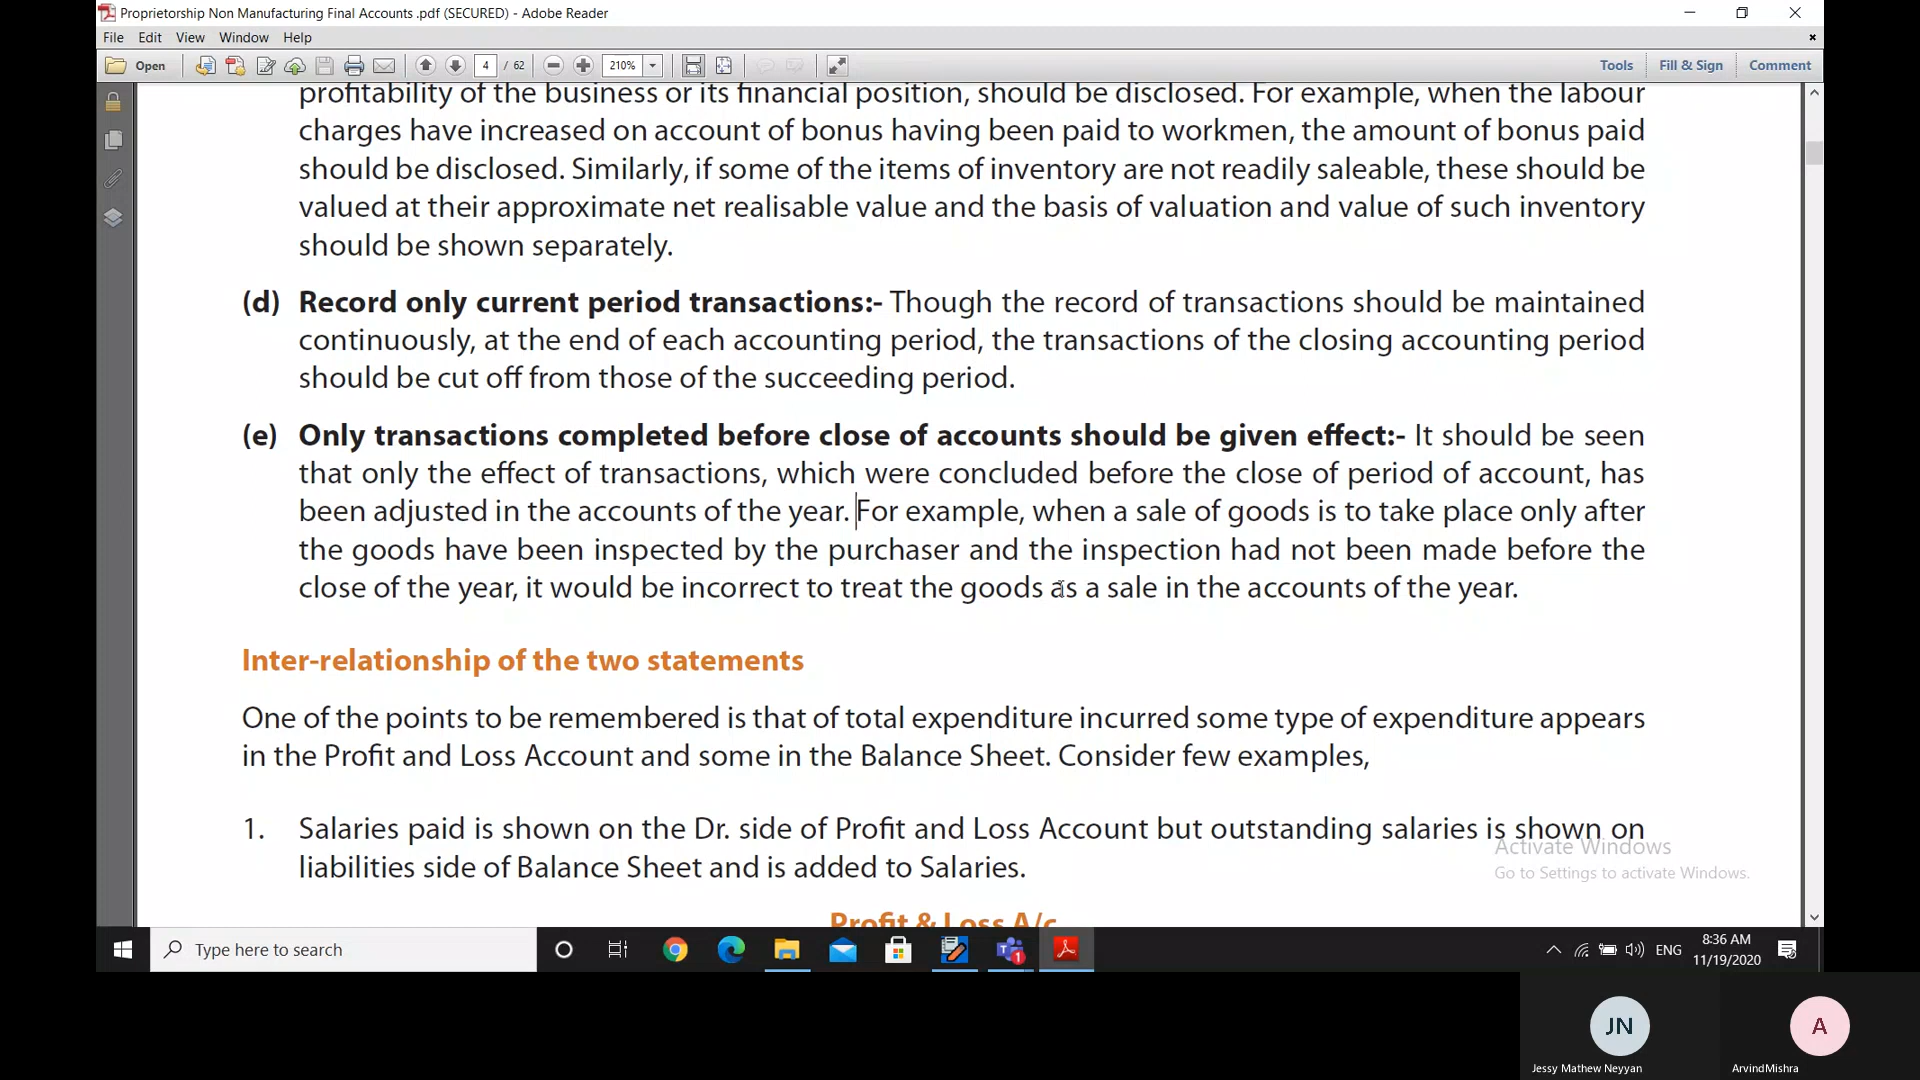 Proprietorship Non Manufacturing Final Accounts .pdf (SECURED) - Adobe Reader
File Edit View Window Help
Open 4 / 62 210% Tools Fill & Sign Comment
profitability of the business or its financial position, should be disclosed. For example, when the labour
charges have increased on account of bonus having been paid to workmen, the amount of bonus paid
should be disclosed. Similarly, if some of the items of inventory are not readily saleable, these should be
valued at their approximate net realisable value and the basis of valuation and value of such inventory
should be shown separately.
(d) Record only current period transactions:- Though the record of transactions should be maintained
continuously, at the end of each accounting period, the transactions of the closing accounting period
should be cut off from those of the succeeding period.
(e) Only transactions completed before close of accounts should be given effect:- It should be seen
that only the effect of transactions, which were concluded before the close of period of account, has
been adjusted in the accounts of the year. For example, when a sale of goods is to take place only after
the goods have been inspected by the purchaser and the inspection had not been made before the
close of the year, it would be incorrect to treat the goods as a sale in the accounts of the year.
Inter-relationship of the two statements
One of the points to be remembered is that of total expenditure incurred some type of expenditure appears
in the Profit and Loss Account and some in the Balance Sheet. Consider few examples,
1. Salaries paid is shown on the Dr. side of Profit and Loss Account but outstanding salaries is shown on
liabilities side of Balance Sheet and is added to Salaries.
Activate Windows
Go to Settings to activate Windows.
Profit & Loss A/c
Type here to search
1
ENG
8:36 AM
11/19/2020
JN
A
Jessy Mathew Neyyan
ArvindMishra